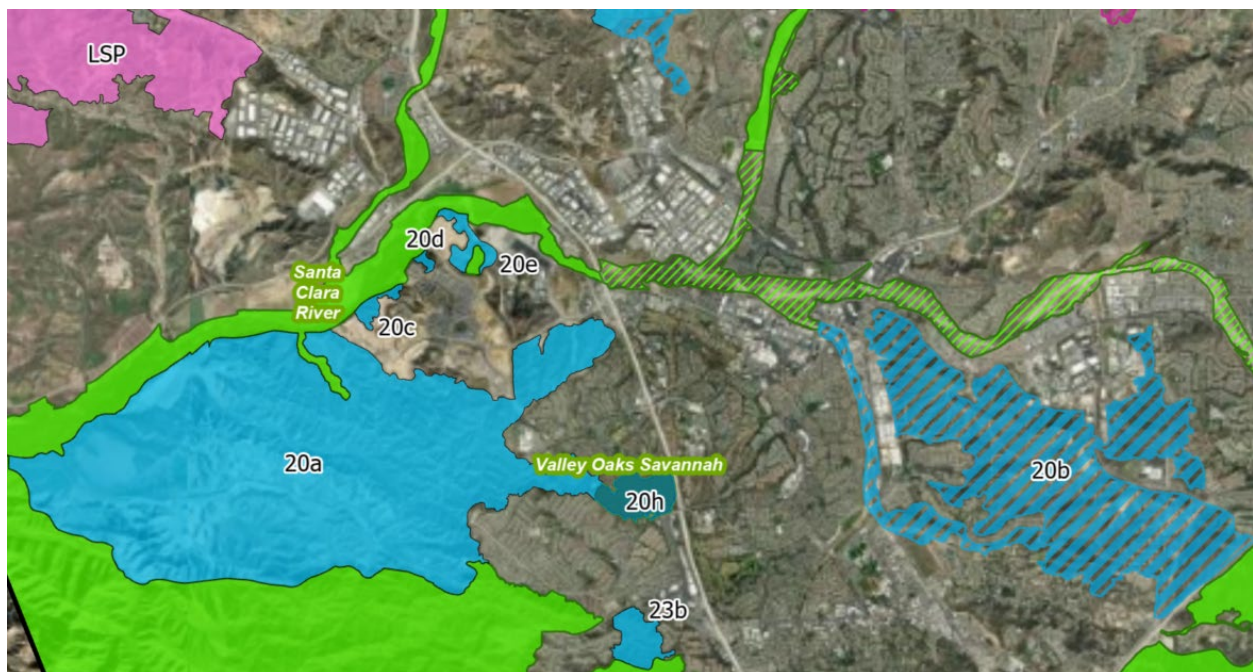 LSP
20d
20e
Santa
Clara
River
20c
20a
Valley Oaks Savannah
20h
20b
23b